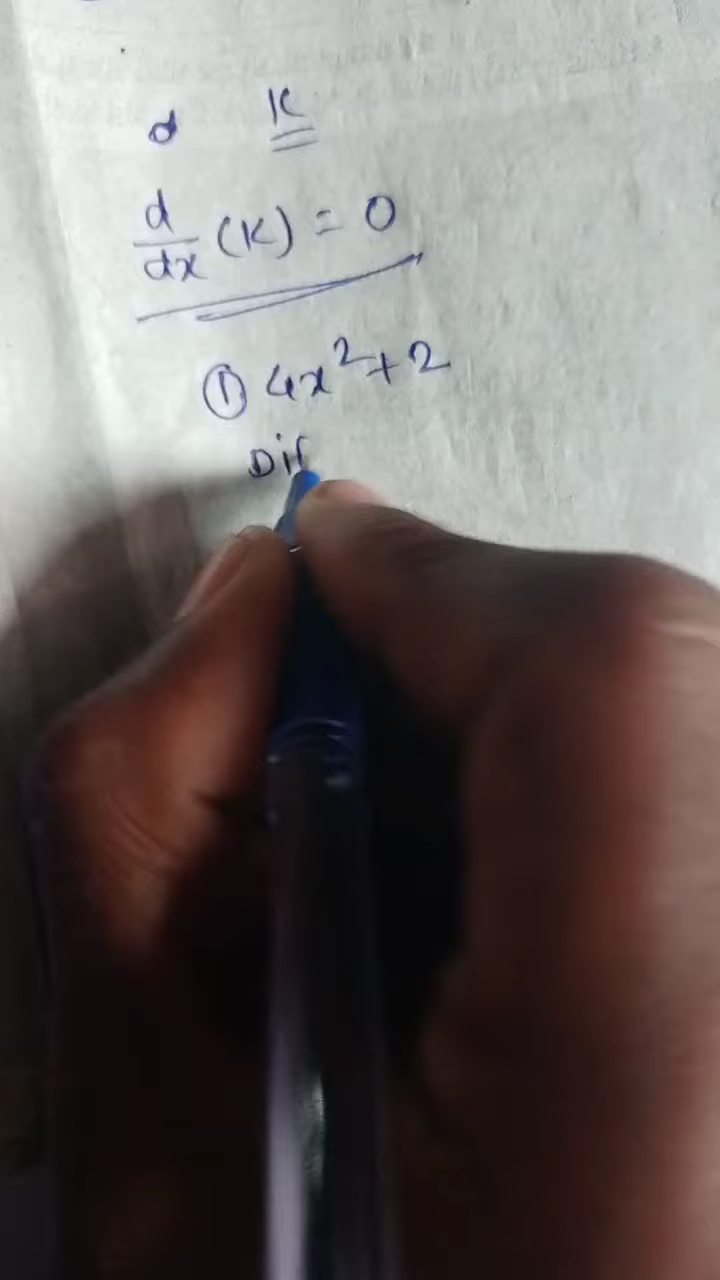 d K
d/dx (K) = 0
① 4x²+2
Dif